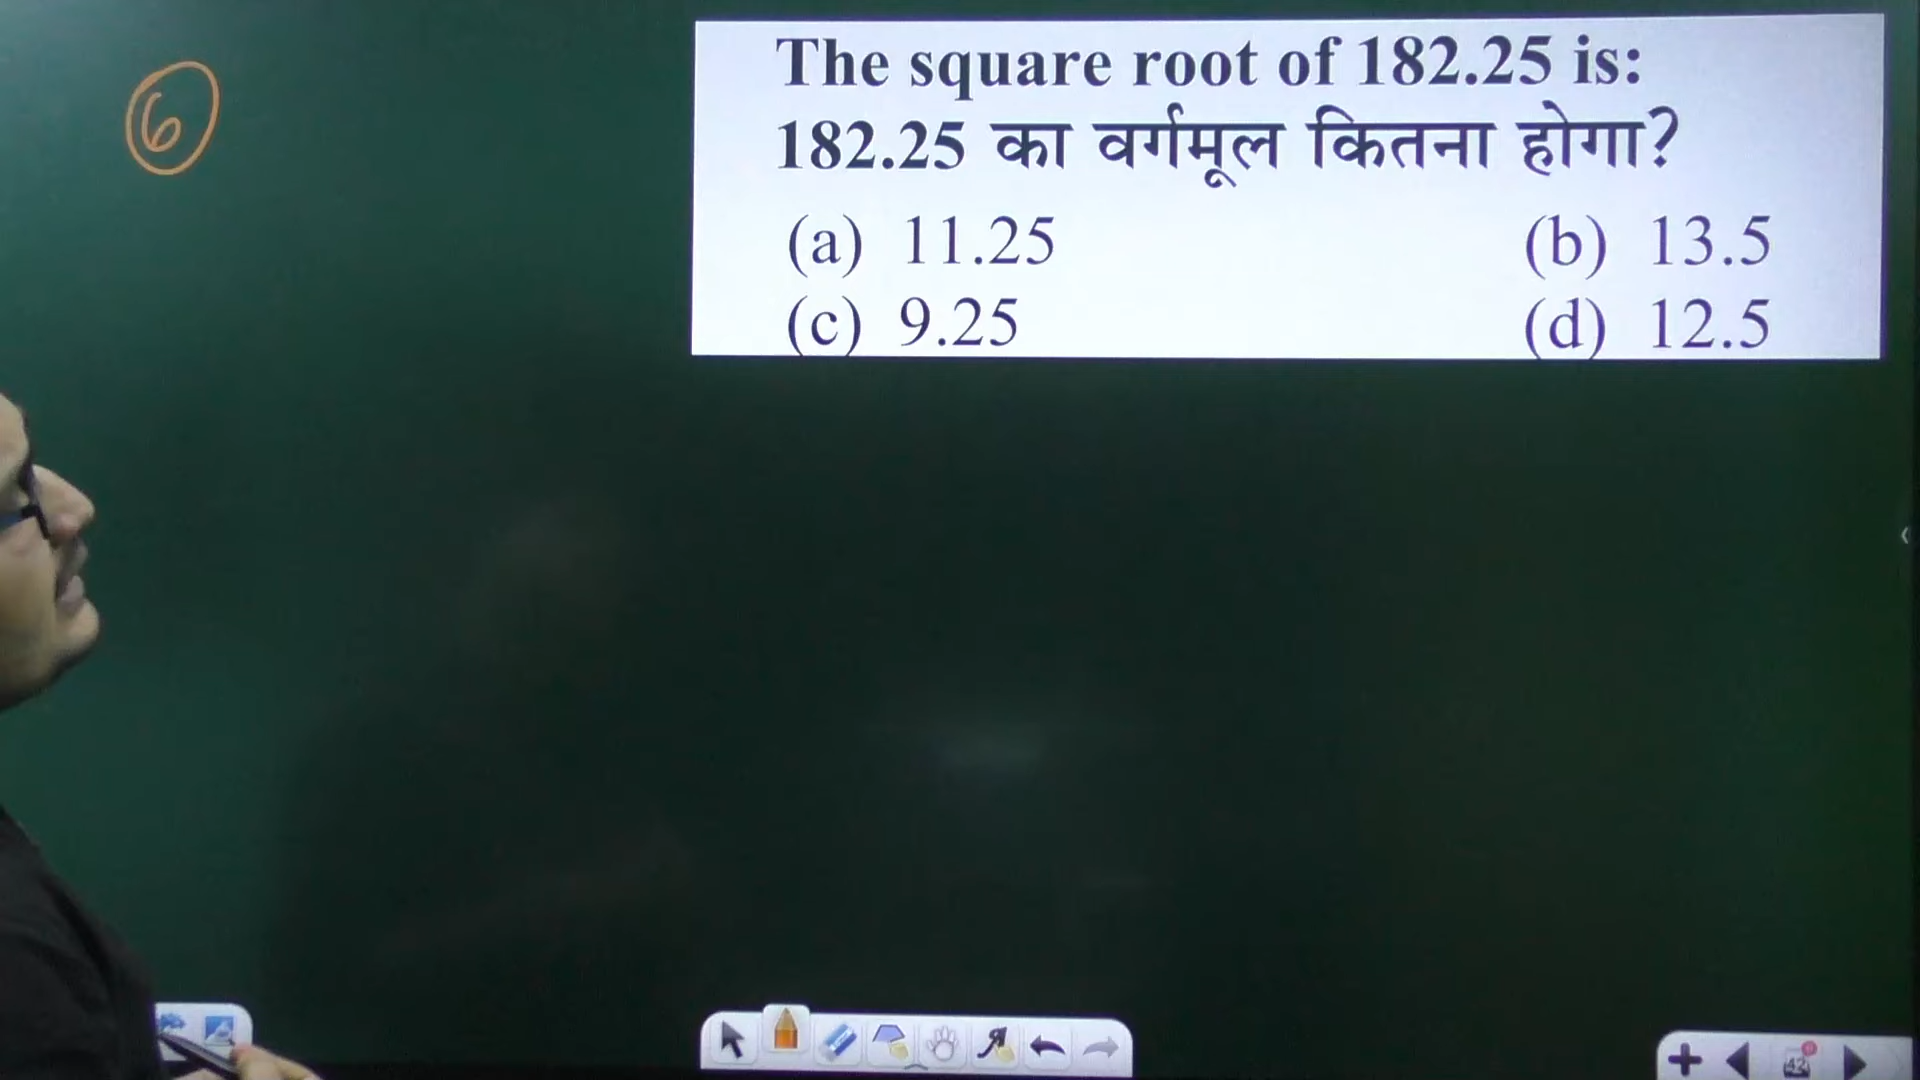 6
The square root of 182.25 is:
182.25 का वर्गमूल कितना होगा?
(a) 11.25 (b) 13.5
(c) 9.25 (d) 12.5
42